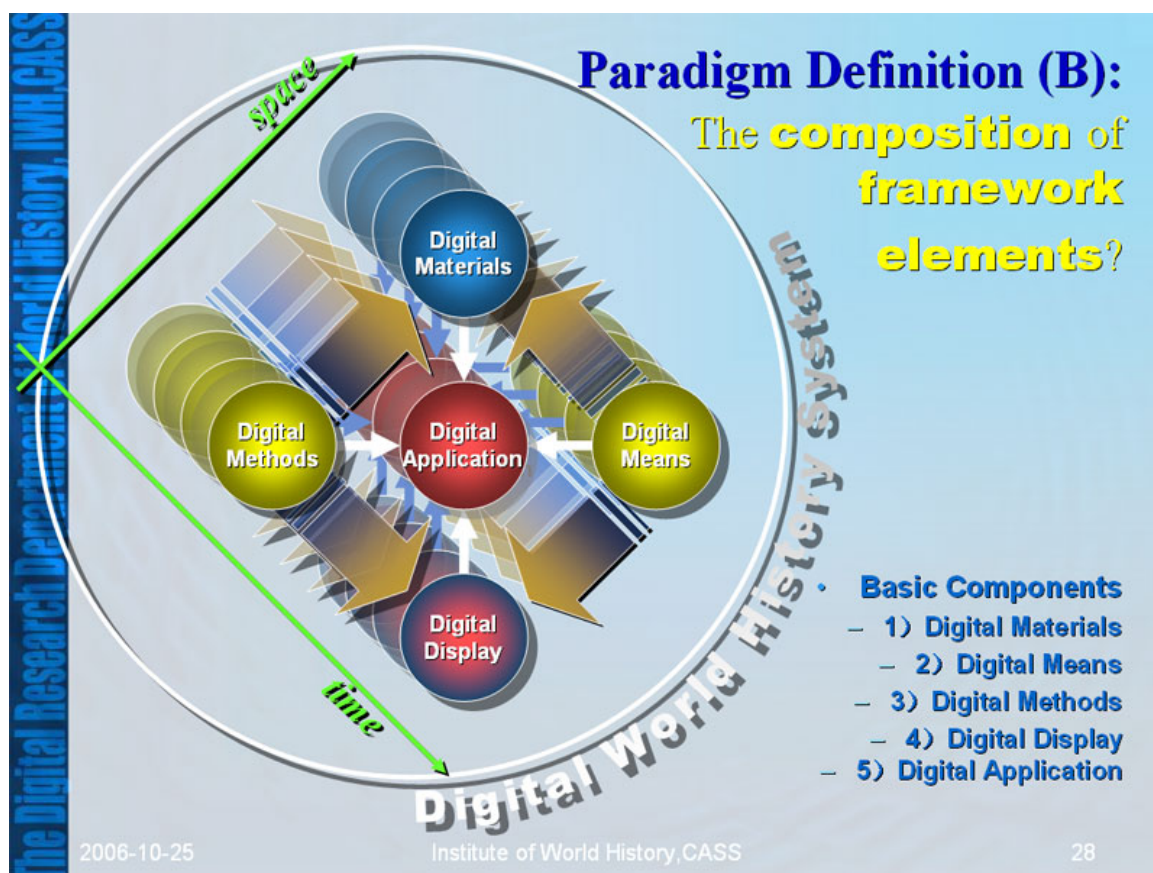 The Digital Research Department of World History, IWH,CASS
Paradigm Definition (B):
The composition of
framework
elements?
space
Digital
Materials
Digital
Methods
Digital
Application
Digital
Means
Digital
Display
time
Digital World History System
• Basic Components
– 1）Digital Materials
– 2）Digital Means
– 3）Digital Methods
– 4）Digital Display
– 5）Digital Application
2006-10-25
Institute of World History,CASS
28